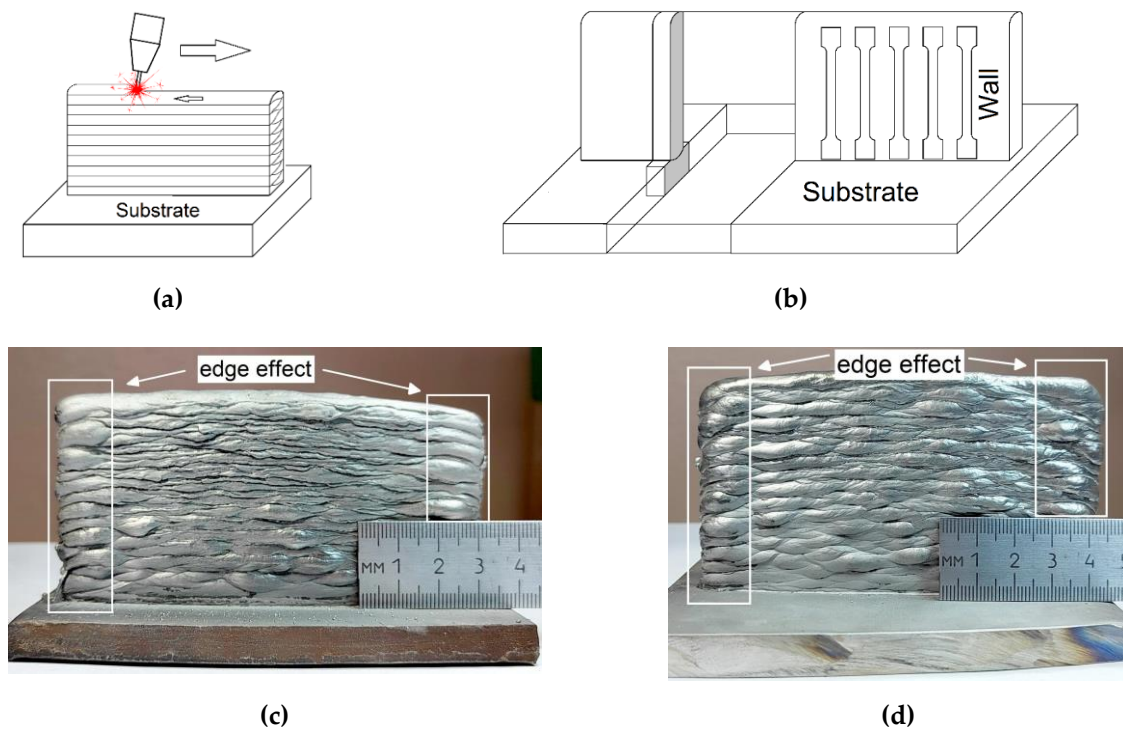 Substrate
(a)
Wall
Substrate
(b)
edge effect
MM 1 2 3 4
(c)
edge effect
MM 1 2 3 4 5
(d)